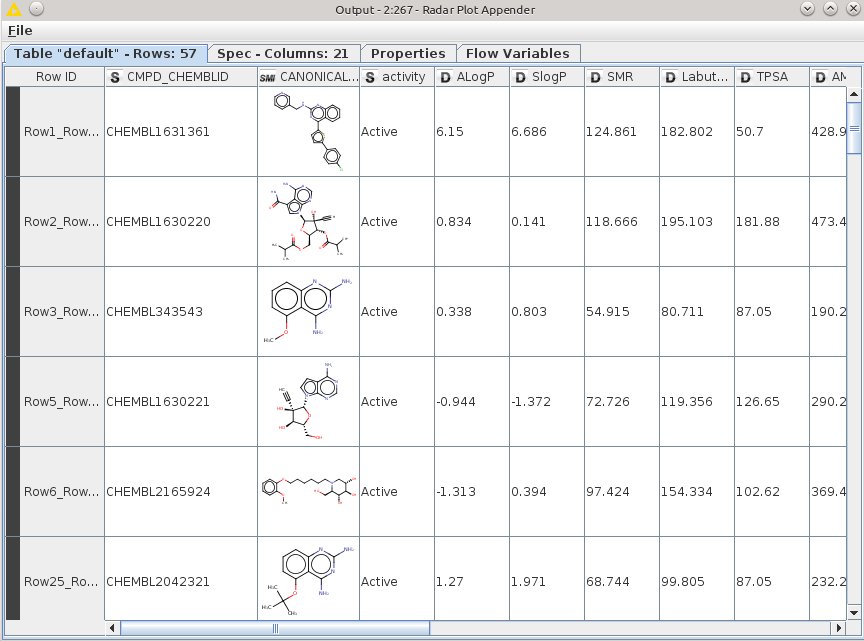 Output - 2:267 - Radar Plot Appender
File
Table "default" - Rows: 57 Spec - Columns: 21 Properties Flow Variables
Row ID S CMPD_CHEMBLID SMI CANONICAL... S activity D ALogP D SlogP D SMR D Labut... D TPSA D AM
Row1_Row... CHEMBL1631361 Active 6.15 6.686 124.861 182.802 50.7 428.9
Row2_Row... CHEMBL1630220 Active 0.834 0.141 118.666 195.103 181.88 473.4
Row3_Row... CHEMBL343543 Active 0.338 0.803 54.915 80.711 87.05 190.2
Row5_Row... CHEMBL1630221 Active -0.944 -1.372 72.726 119.356 126.65 290.2
Row6_Row... CHEMBL2165924 Active -1.313 0.394 97.424 154.334 102.62 369.4
Row25_Ro... CHEMBL2042321 Active 1.27 1.971 68.744 99.805 87.05 232.2